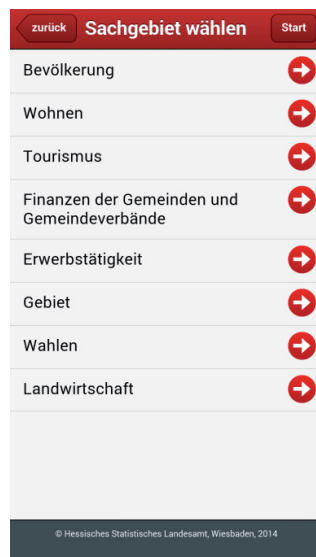 zurück Sachgebiet wählen Start
Bevölkerung
Wohnen
Tourismus
Finanzen der Gemeinden und
Gemeindeverbände
Erwerbstätigkeit
Gebiet
Wahlen
Landwirtschaft
© Hessisches Statistisches Landesamt, Wiesbaden, 2014